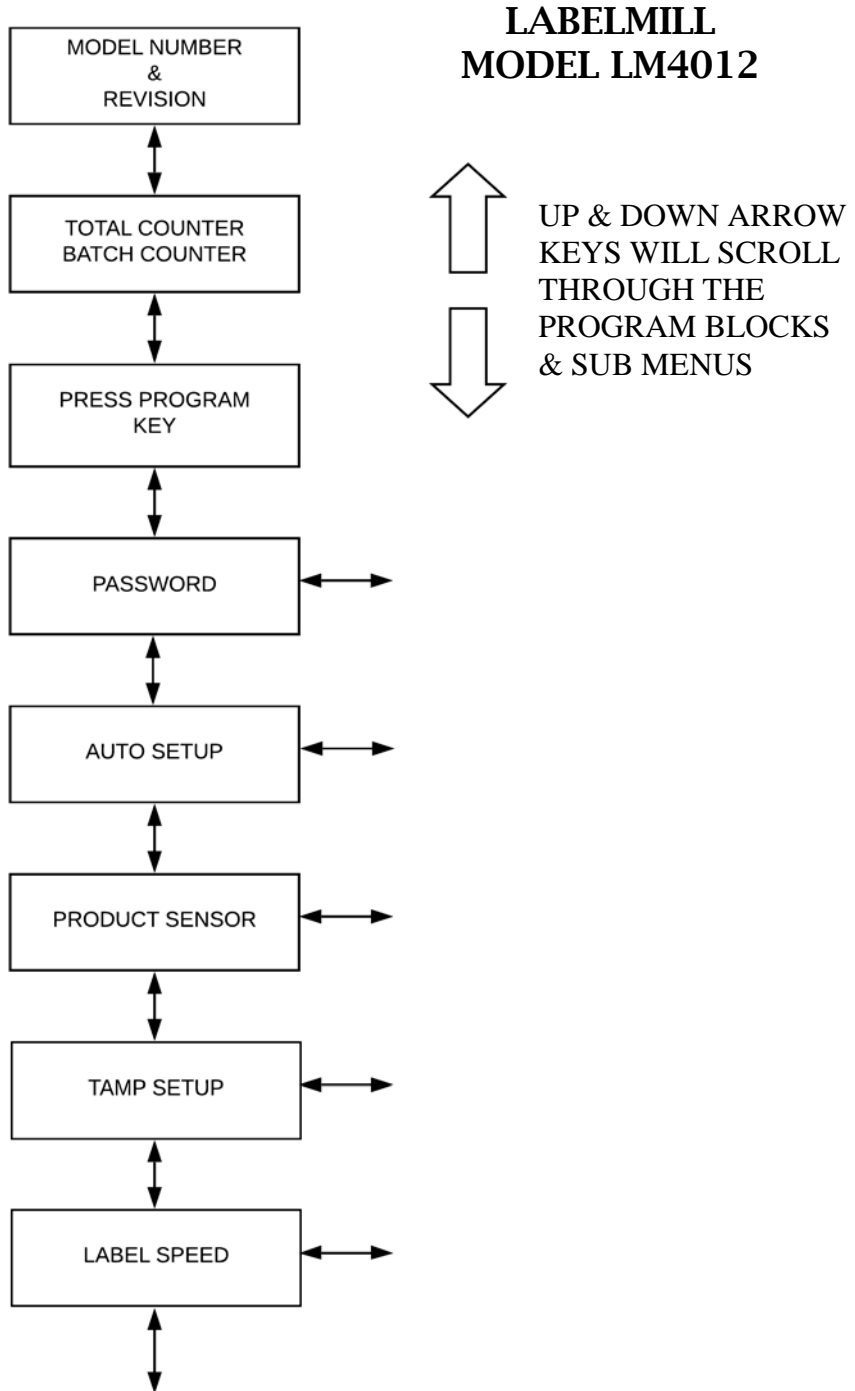 LABELMILL
MODEL LM4012
MODEL NUMBER
&
REVISION
TOTAL COUNTER
BATCH COUNTER
UP & DOWN ARROW
KEYS WILL SCROLL
THROUGH THE
PROGRAM BLOCKS
& SUB MENUS
PRESS PROGRAM
KEY
PASSWORD
AUTO SETUP
PRODUCT SENSOR
TAMP SETUP
LABEL SPEED